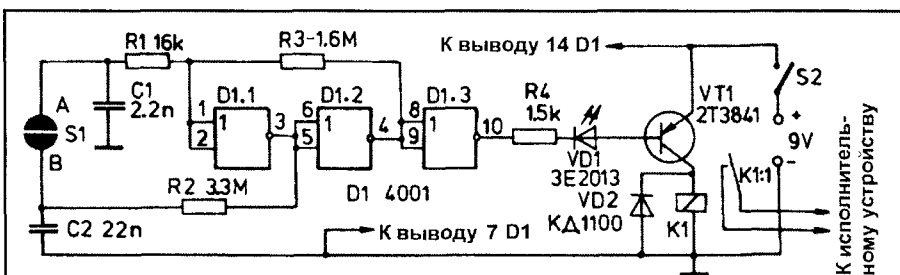 R1 16k
R3-1.6M
К выводу 14 D1
S2
A
S1
B
C1
2.2n
1
2
D1.1
1
3
6
5
D1.2
1
4
8
9
D1.3
1
10
R4
1.5k
VT1
2T3841
+
9V
-
VD1
3E2013
VD2
КД1100
K1
K1:1
R2 3.3M
D1 4001
C2 22n
К выводу 7 D1
К исполнитель-
ному устройству